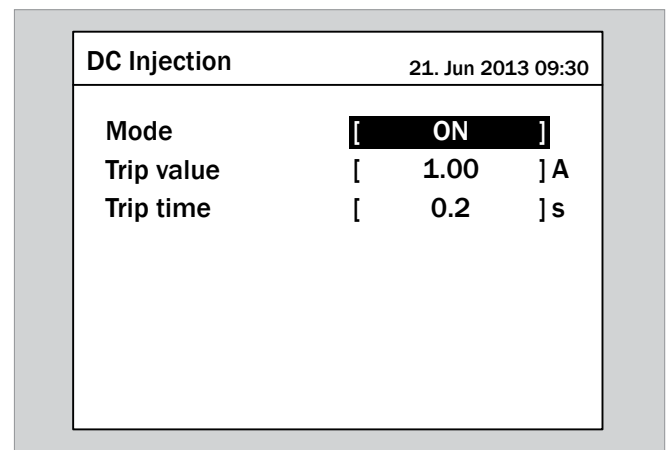 DC Injection 21. Jun 2013 09:30
Mode [ ON ]
Trip value [ 1.00 ] A
Trip time [ 0.2 ] s